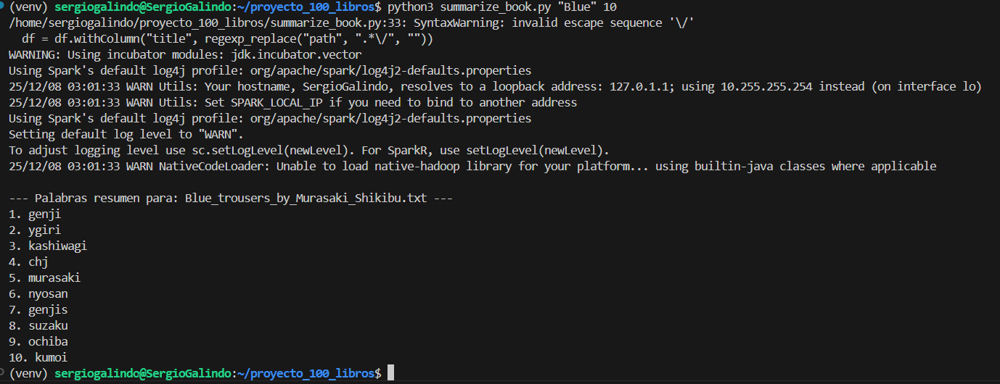 (venv) sergiogalindo@SergioGalindo:~/proyecto_100_libros$ python3 summarize_book.py "Blue" 10
/home/sergiogalindo/proyecto_100_libros/summarize_book.py:33: SyntaxWarning: invalid escape sequence '\/'
  df = df.withColumn("title", regexp_replace("path", ".*\/", ""))
WARNING: Using incubator modules: jdk.incubator.vector
Using Spark's default log4j profile: org/apache/spark/log4j2-defaults.properties
25/12/08 03:01:33 WARN Utils: Your hostname, SergioGalindo, resolves to a loopback address: 127.0.1.1; using 10.255.255.254 instead (on interface lo)
25/12/08 03:01:33 WARN Utils: Set SPARK_LOCAL_IP if you need to bind to another address
Using Spark's default log4j profile: org/apache/spark/log4j2-defaults.properties
Setting default log level to "WARN".
To adjust logging level use sc.setLogLevel(newLevel). For SparkR, use setLogLevel(newLevel).
25/12/08 03:01:33 WARN NativeCodeLoader: Unable to load native-hadoop library for your platform... using builtin-java classes where applicable

--- Palabras resumen para: Blue_trousers_by_Murasaki_Shikibu.txt ---
1. genji
2. ygiri
3. kashiwagi
4. chj
5. murasaki
6. nyosan
7. genjis
8. suzaku
9. ochiba
10. kumoi
(venv) sergiogalindo@SergioGalindo:~/proyecto_100_libros$